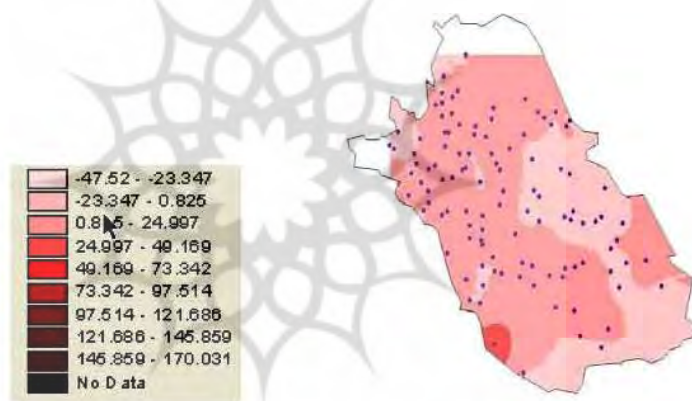 -47.52 - -23.347
-23.347 - 0.825
24.997 - 49.169
49.169 - 73.342
73.342 - 97.514
97.514 - 121.686
121.686 - 145.859
145.859 - 170.031
No Data